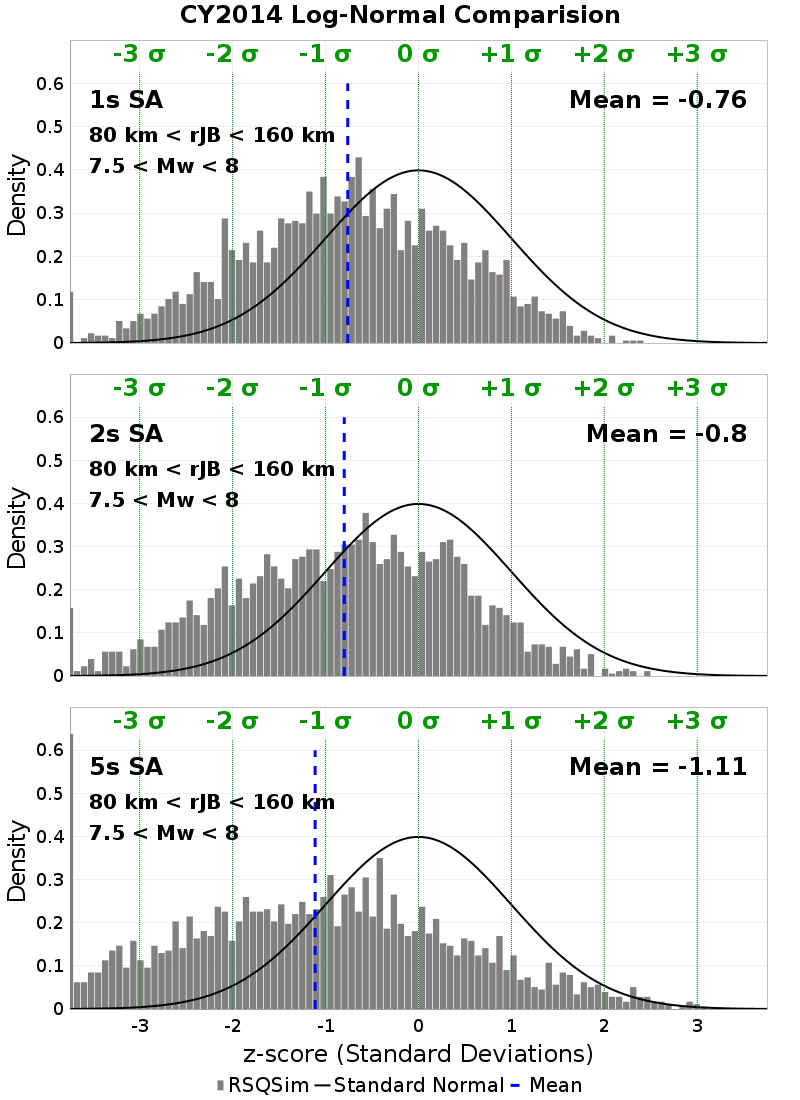 CY2014 Log-Normal Comparision
-3 σ -2 σ -1 σ 0 σ +1 σ +2 σ +3 σ
0.6
1s SA Mean = -0.76
0.5
80 km < rJB < 160 km
7.5 < Mw < 8
0.4
Density
0.3
0.2
0.1
0
-3 σ -2 σ -1 σ 0 σ +1 σ +2 σ +3 σ
0.6
2s SA Mean = -0.8
0.5
80 km < rJB < 160 km
7.5 < Mw < 8
0.4
Density
0.3
0.2
0.1
0
-3 σ -2 σ -1 σ 0 σ +1 σ +2 σ +3 σ
0.6
5s SA Mean = -1.11
0.5
80 km < rJB < 160 km
7.5 < Mw < 8
0.4
Density
0.3
0.2
0.1
0
-3 -2 -1 0 1 2 3
z-score (Standard Deviations)
RSQSim Standard Normal Mean